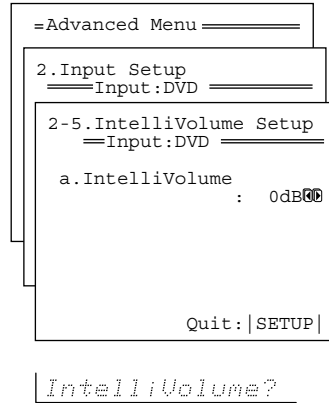 Advanced Menu
2.Input Setup
Input:DVD
2-5.IntelliVolume Setup
Input:DVD
a.IntelliVolume
: 0dB
Quit:|SETUP|
IntelliVolume?